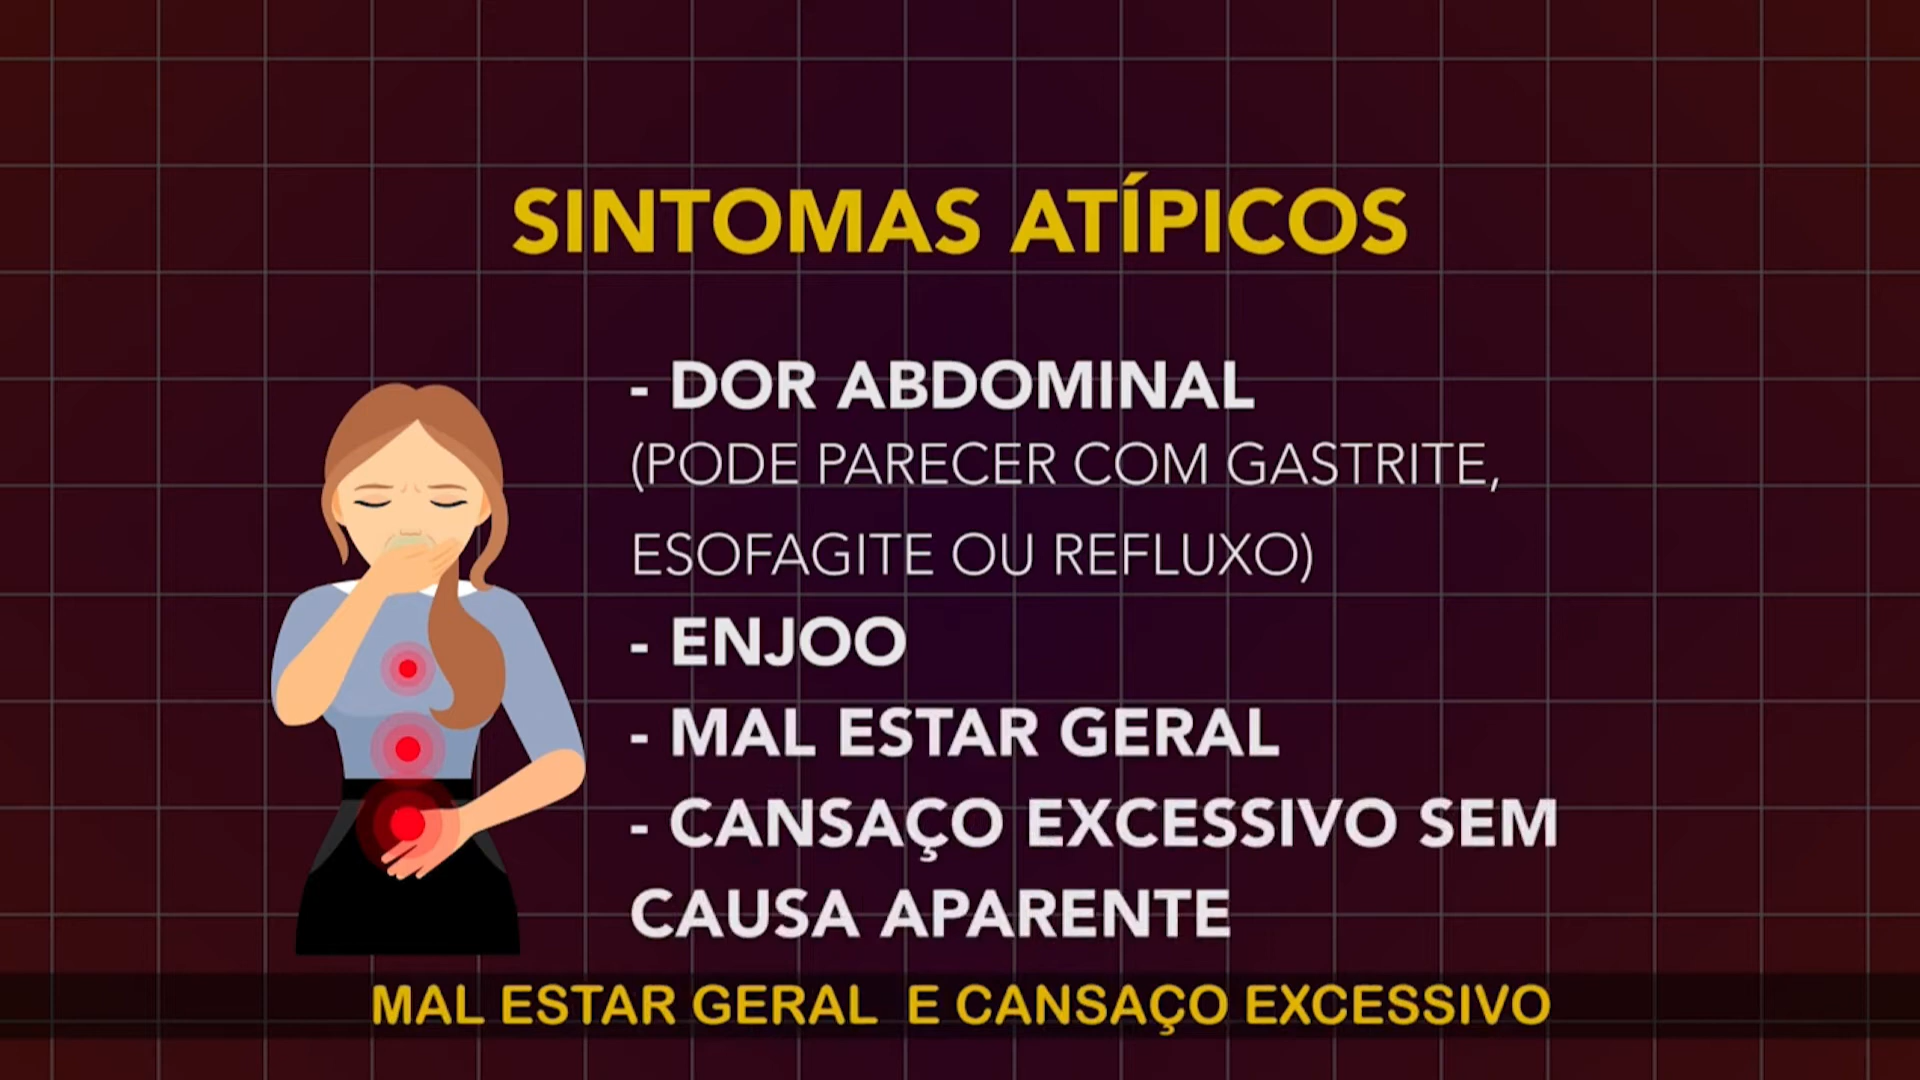 SINTOMAS ATÍPICOS
- DOR ABDOMINAL
(PODE PARECER COM GASTRITE,
ESOFAGITE OU REFLUXO)
- ENJOO
- MAL ESTAR GERAL
- CANSAÇO EXCESSIVO SEM
CAUSA APARENTE
MAL ESTAR GERAL E CANSAÇO EXCESSIVO